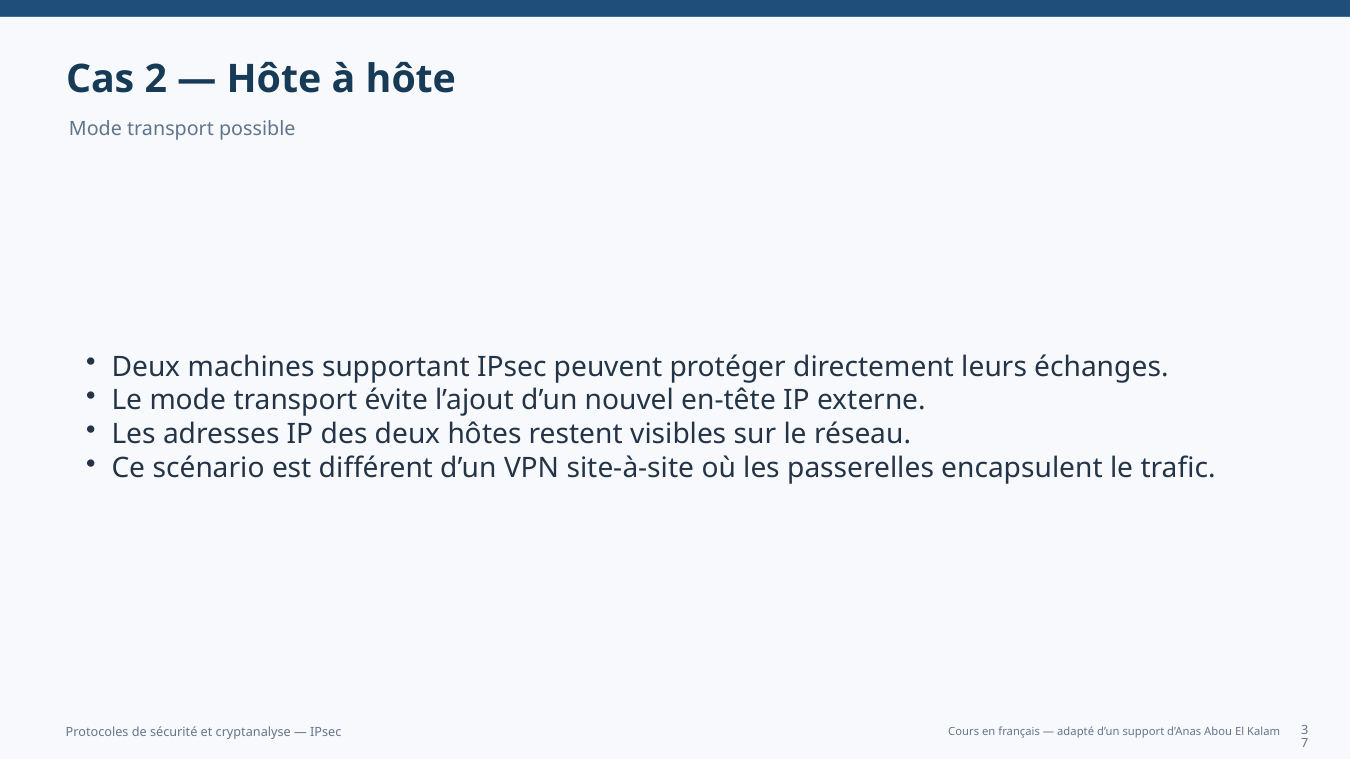 Cas 2 — Hôte à hôte
Mode transport possible
• Deux machines supportant IPsec peuvent protéger directement leurs échanges.
• Le mode transport évite l’ajout d’un nouvel en-tête IP externe.
• Les adresses IP des deux hôtes restent visibles sur le réseau.
• Ce scénario est différent d’un VPN site-à-site où les passerelles encapsulent le trafic.
Protocoles de sécurité et cryptanalyse — IPsec
Cours en français — adapté d’un support d’Anas Abou El Kalam
3
7